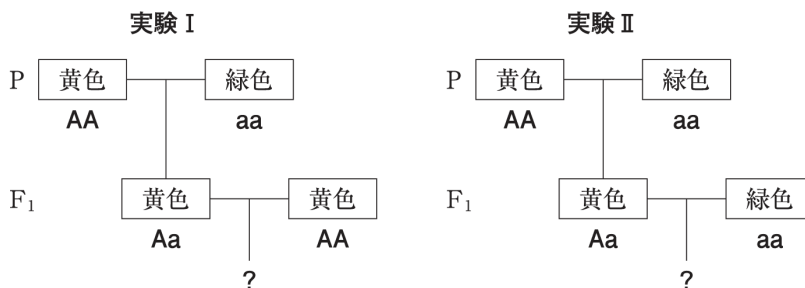 実験Ⅰ
P 黄色 緑色
AA aa
F₁ 黄色 黄色
Aa AA
?
実験Ⅱ
P 黄色 緑色
AA aa
F₁ 黄色 緑色
Aa aa
?